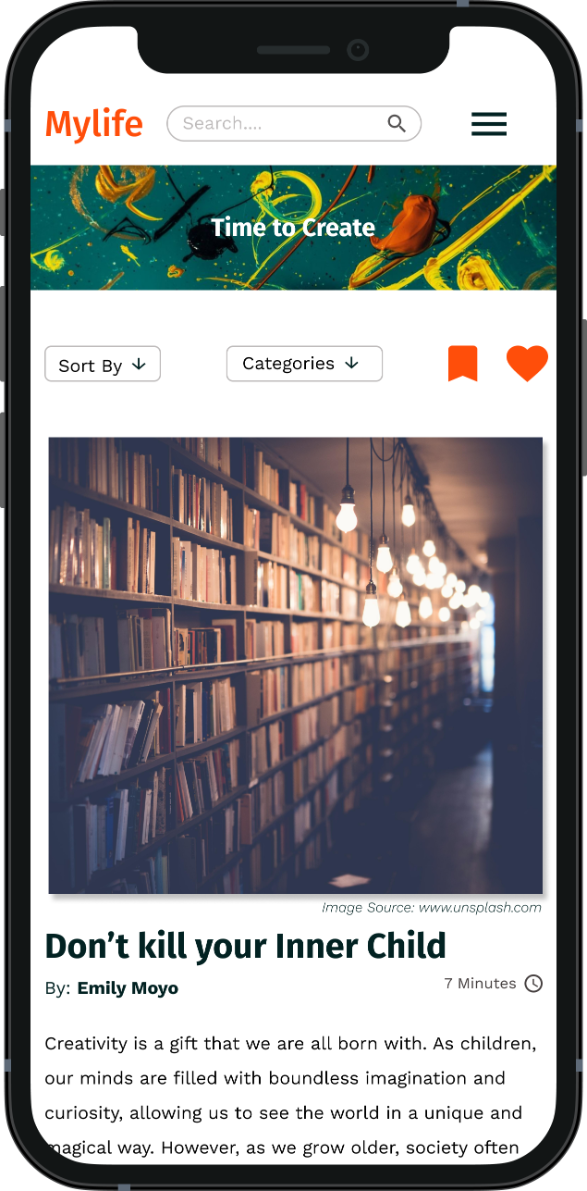 Mylife
Search....
Time to Create
Sort By
Categories
Image Source: www.unsplash.com
Don't kill your Inner Child
By: Emily Moyo
7 Minutes
Creativity is a gift that we are all born with. As children,
our minds are filled with boundless imagination and
curiosity, allowing us to see the world in a unique and
magical way. However, as we grow older, society often